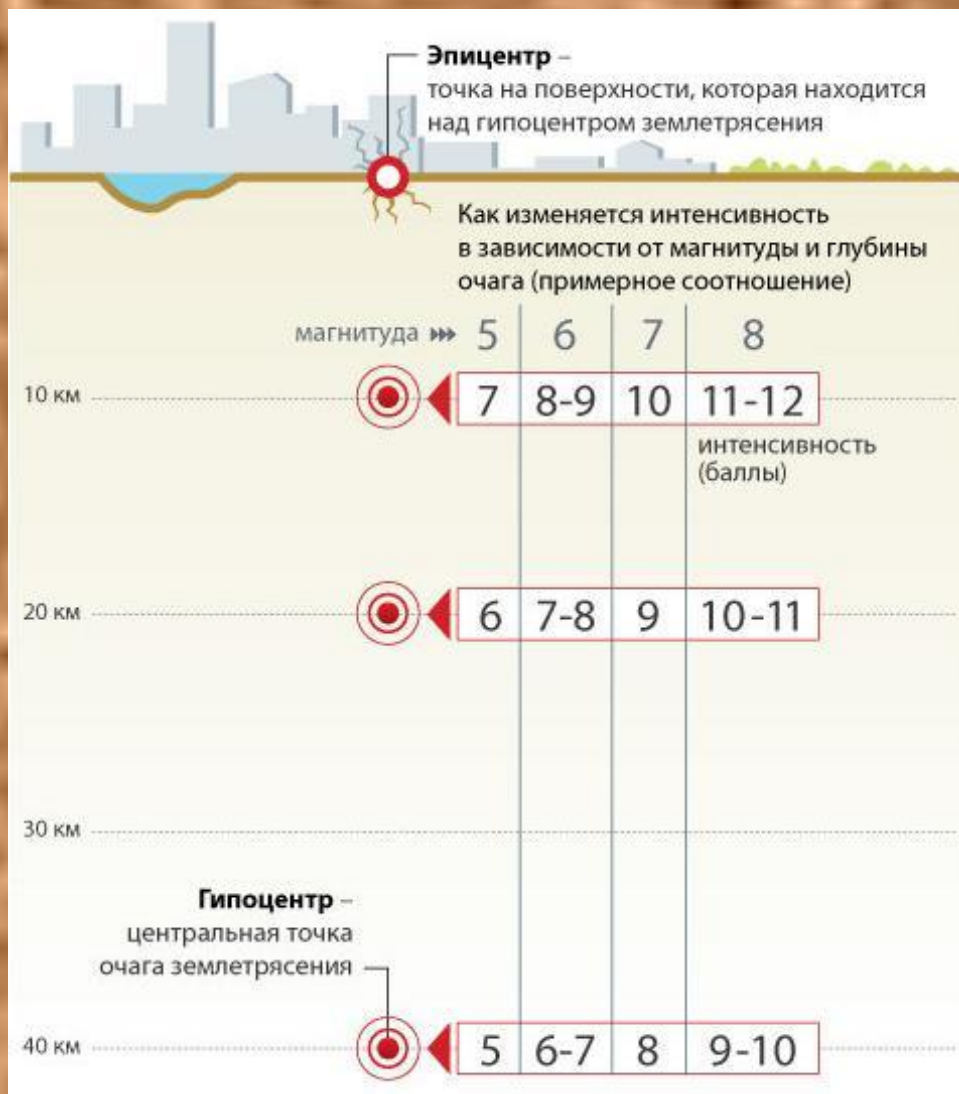 Эпицентр –
точка на поверхности, которая находится
над гипоцентром землетрясения
Как изменяется интенсивность
в зависимости от магнитуды и глубины
очага (примерное соотношение)
магнитуда 5 6 7 8
10 км 7 8-9 10 11-12
интенсивность
(баллы)
20 км 6 7-8 9 10-11
30 км
Гипоцентр –
центральная точка
очага землетрясения
40 км 5 6-7 8 9-10